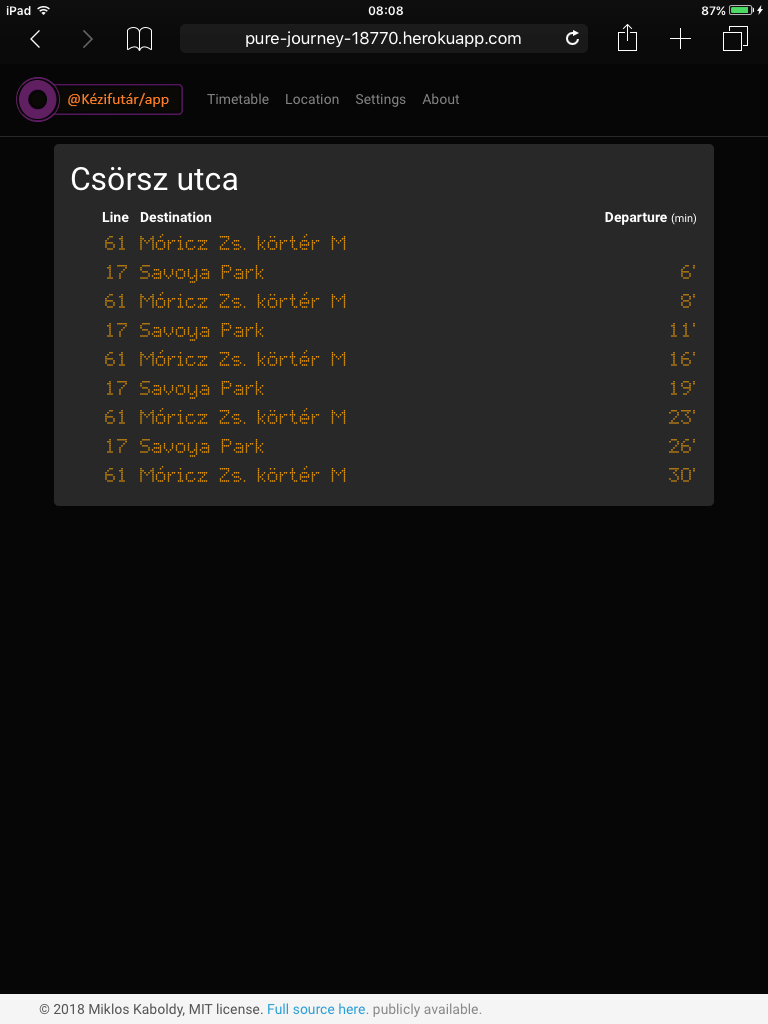 iPad 08:08 87%
pure-journey-18770.herokuapp.com
@Kézifutár/app Timetable Location Settings About
Csörsz utca
Line Destination Departure (min)
61 Móricz Zs. körtér M
17 Savoya Park 6'
61 Móricz Zs. körtér M 8'
17 Savoya Park 11'
61 Móricz Zs. körtér M 16'
17 Savoya Park 19'
61 Móricz Zs. körtér M 23'
17 Savoya Park 26'
61 Móricz Zs. körtér M 30'
© 2018 Miklos Kaboldy, MIT license. Full source here. publicly available.